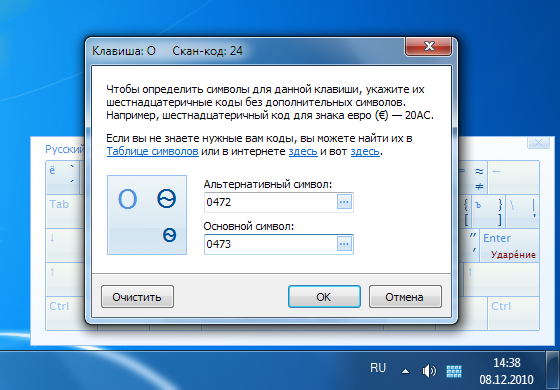 Клавиша: O Скан-код: 24
Чтобы определить символы для данной клавиши, укажите их
шестнадцатеричные коды без дополнительных символов.
Например, шестнадцатеричный код для знака евро (€) — 20AC.
Если вы не знаете нужные вам коды, вы можете найти их в
Таблице символов или в интернете здесь и вот здесь.
O Ѳ
ѳ
Альтернативный символ:
0472 ...
Основной символ:
0473 ...
Очистить OK Отмена
Русский
ё ` = ≈ ←
≠
Tab { ъ } \ |
[ ] '
↓ ” Enter
" Ударе́ние
↑ ↑
Ctrl Ctrl
RU 14:38
08.12.2010